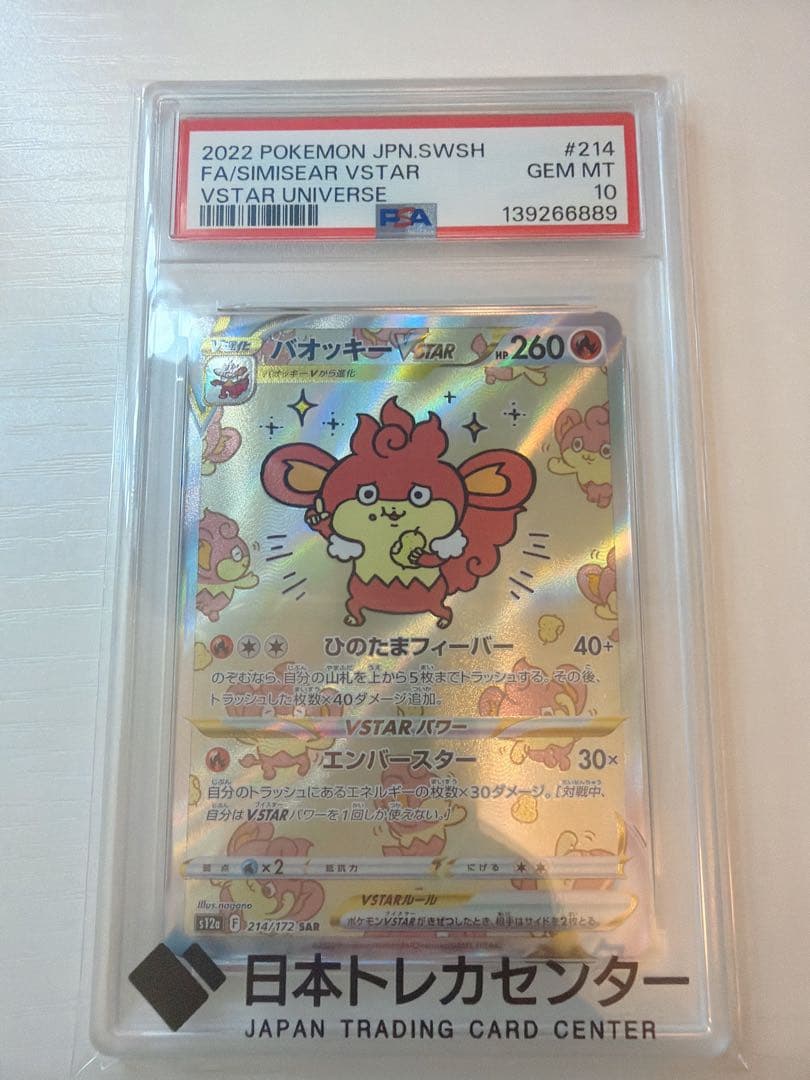 2022 POKEMON JPN.SWSH #214
FA/SIMISEAR VSTAR GEM MT
VSTAR UNIVERSE 10
PSA 139266889
V進化 バオッキーVSTAR HP 260
バオッキーVから進化
ひのたまフィーバー 40+
のぞむなら、自分の山札を上から5枚までトラッシュする。その後、
トラッシュした枚数×40ダメージ追加。
VSTARパワー
エンバースター 30×
自分のトラッシュにあるエネルギーの枚数×30ダメージ。[対戦中、
自分はVSTARパワーを1回しか使えない。]
弱点 ×2 抵抗力 にげる
Illus.nagano VSTARルール
s12a F 214/172 SAR ポケモンVSTARがきぜつしたとき、相手はサイドを2枚とる。
日本トレカセンター
JAPAN TRADING CARD CENTER